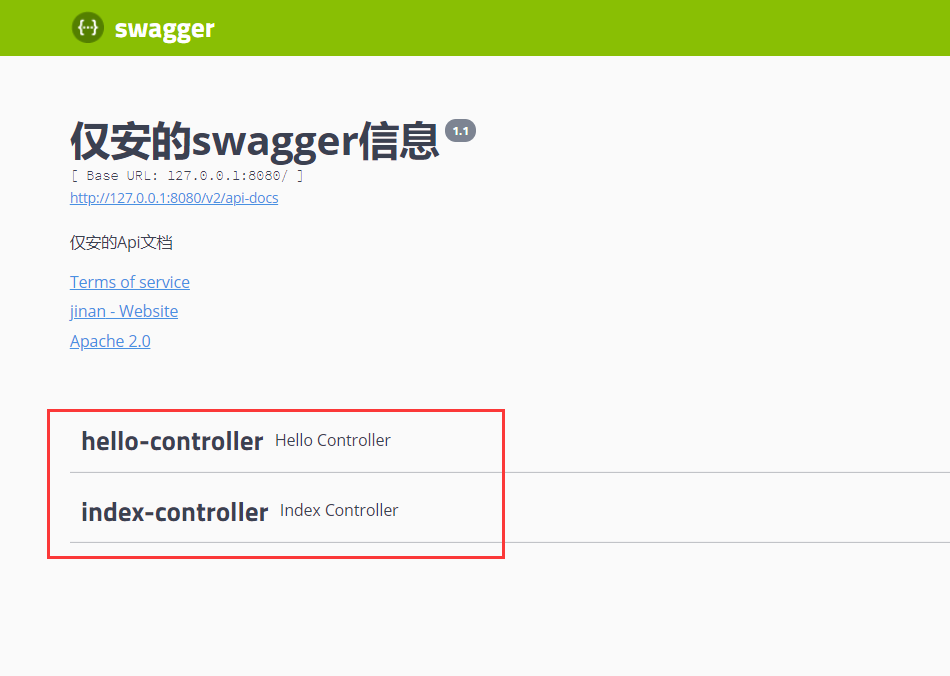 {...} swagger
仅安的swagger信息 1.1
[ Base URL: 127.0.0.1:8080/ ]
http://127.0.0.1:8080/v2/api-docs
仅安的Api文档
Terms of service
jinan - Website
Apache 2.0
hello-controller Hello Controller
index-controller Index Controller